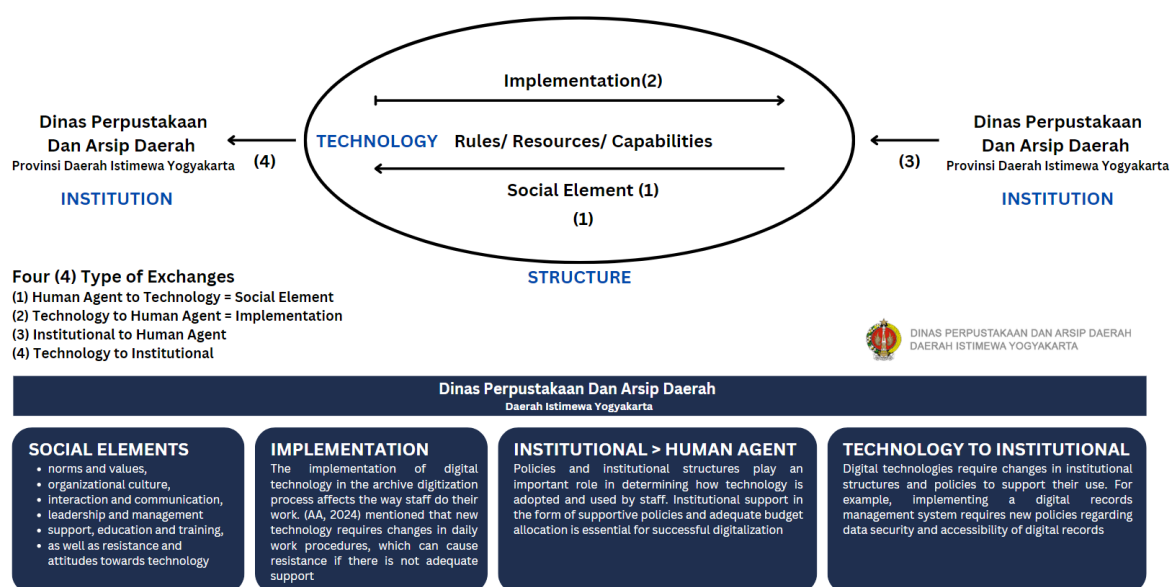 Implementation(2)
Dinas Perpustakaan
Dan Arsip Daerah
Provinsi Daerah Istimewa Yogyakarta
INSTITUTION
(4)
TECHNOLOGY
Rules/ Resources/ Capabilities
Social Element (1)
(1)
STRUCTURE
(3)
Dinas Perpustakaan
Dan Arsip Daerah
Provinsi Daerah Istimewa Yogyakarta
INSTITUTION
Four (4) Type of Exchanges
(1) Human Agent to Technology = Social Element
(2) Technology to Human Agent = Implementation
(3) Institutional to Human Agent
(4) Technology to Institutional
DINAS PERPUSTAKAAN DAN ARSIP DAERAH
DAERAH ISTIMEWA YOGYAKARTA
Dinas Perpustakaan Dan Arsip Daerah
Daerah Istimewa Yogyakarta
SOCIAL ELEMENTS
• norms and values,
• organizational culture,
• interaction and communication,
• leadership and management
• support, education and training,
• as well as resistance and
attitudes towards technology
IMPLEMENTATION
The implementation of digital
technology in the archive digitization
process affects the way staff do their
work. (AA, 2024) mentioned that new
technology requires changes in daily
work procedures, which can cause
resistance if there is not adequate
support
INSTITUTIONAL > HUMAN AGENT
Policies and institutional structures play an
important role in determining how technology is
adopted and used by staff. Institutional support in
the form of supportive policies and adequate budget
allocation is essential for successful digitalization
TECHNOLOGY TO INSTITUTIONAL
Digital technologies require changes in institutional
structures and policies to support their use. For
example, implementing a digital records
management system requires new policies regarding
data security and accessibility of digital records